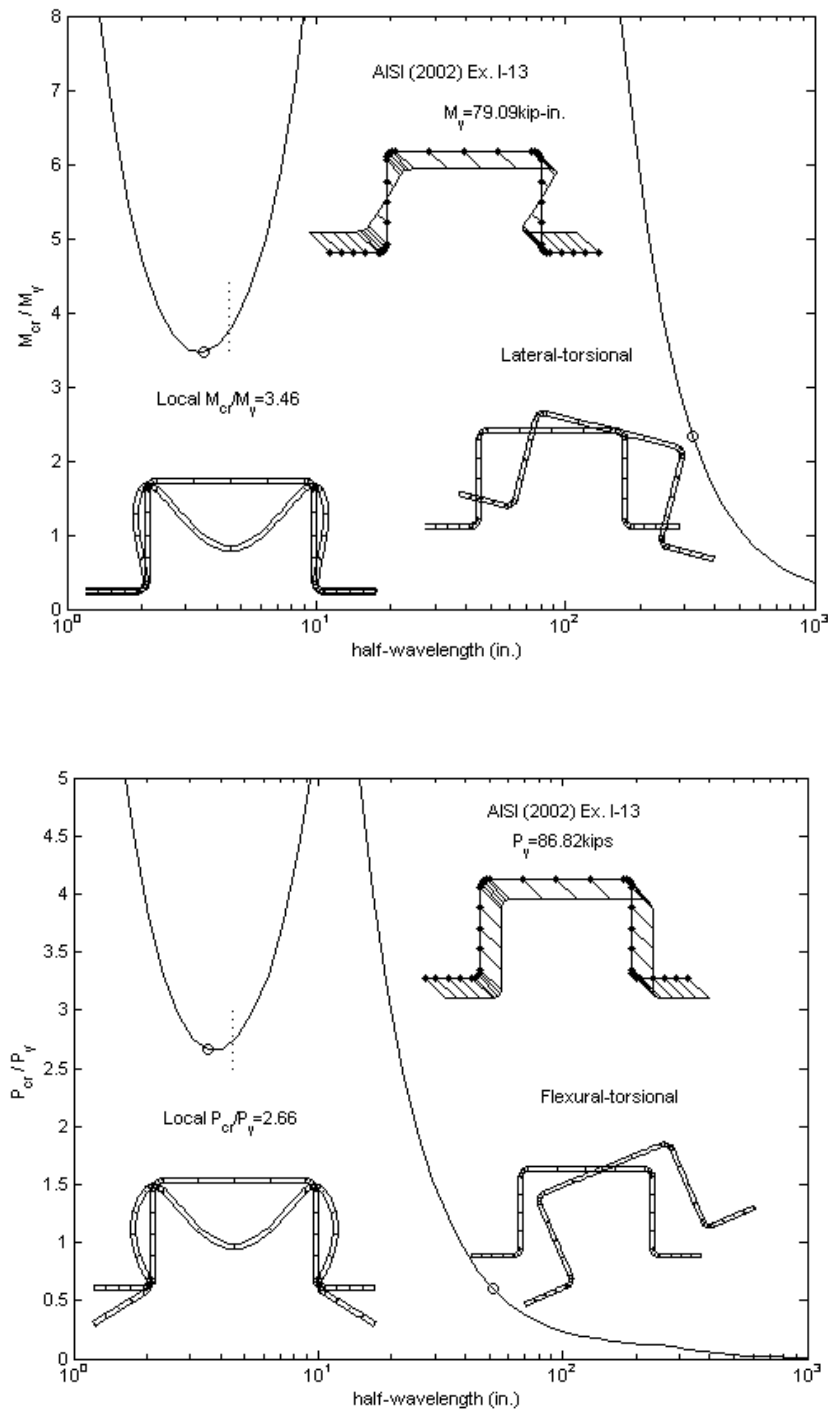 8
7
6
5
4
3
2
1
0
M_cr / M_y
AISI (2002) Ex. I-13
M_y=79.09kip-in.
Lateral-torsional
Local M_cr/M_y=3.46
10^0
10^1
10^2
10^3
half-wavelength (in.)
5
4.5
4
3.5
3
2.5
2
1.5
1
0.5
0
P_cr / P_y
AISI (2002) Ex. I-13
P_y=86.82kips
Flexural-torsional
Local P_cr/P_y=2.66
10^0
10^1
10^2
10^3
half-wavelength (in.)